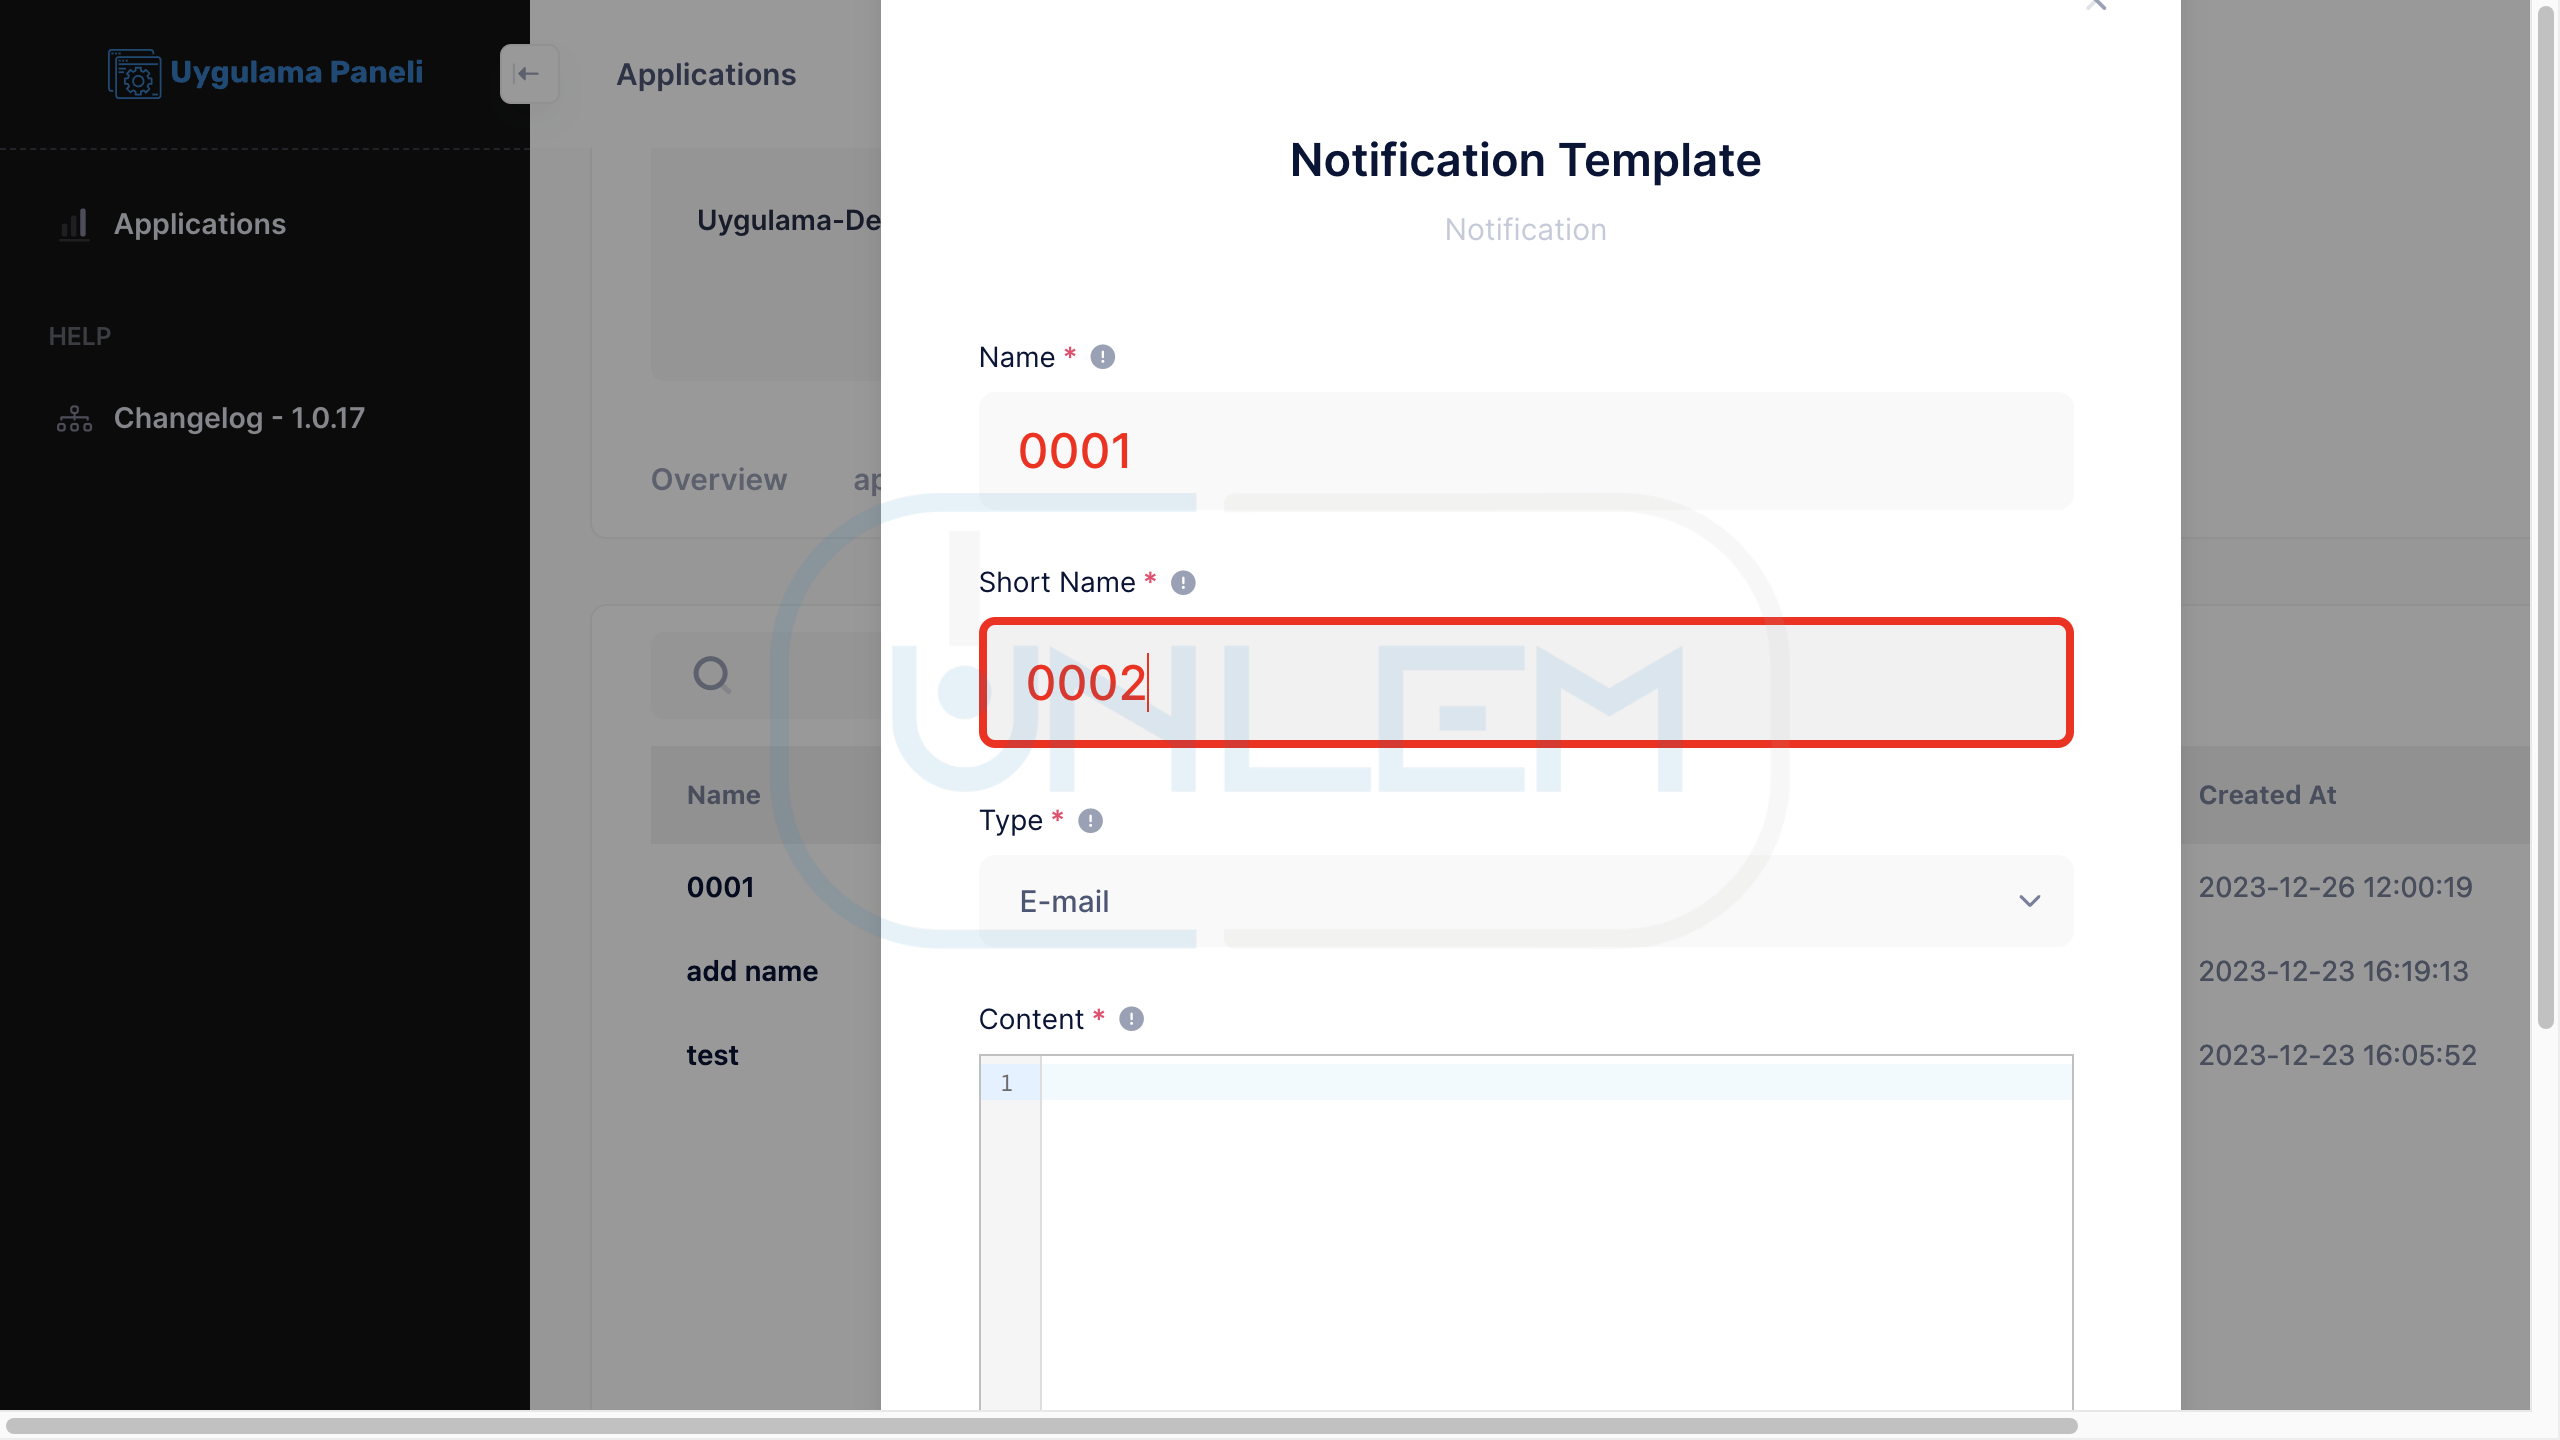 Uygulama Paneli
Applications
HELP
Changelog - 1.0.17
Applications
Uygulama-De
Overview
ap
Name
0001
add name
test
Notification Template
Notification
Name *
0001
Short Name *
0002
Type *
E-mail
Content *
1
UNLEM
Created At
2023-12-26 12:00:19
2023-12-23 16:19:13
2023-12-23 16:05:52